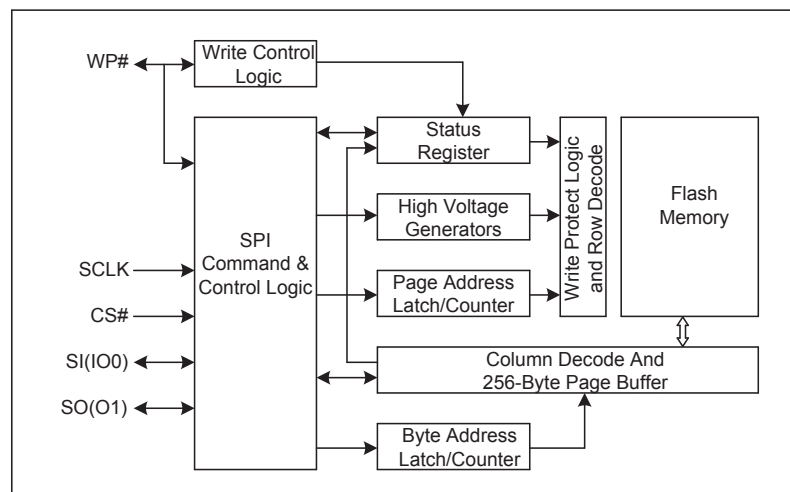 WP#
Write Control
Logic
Status
Register
High Voltage
Generators
Page Address
Latch/Counter
Write Protect Logic
and Row Decode
Flash
Memory
SPI
Command &
Control Logic
SCLK
CS#
SI(IO0)
SO(O1)
Column Decode And
256-Byte Page Buffer
Byte Address
Latch/Counter